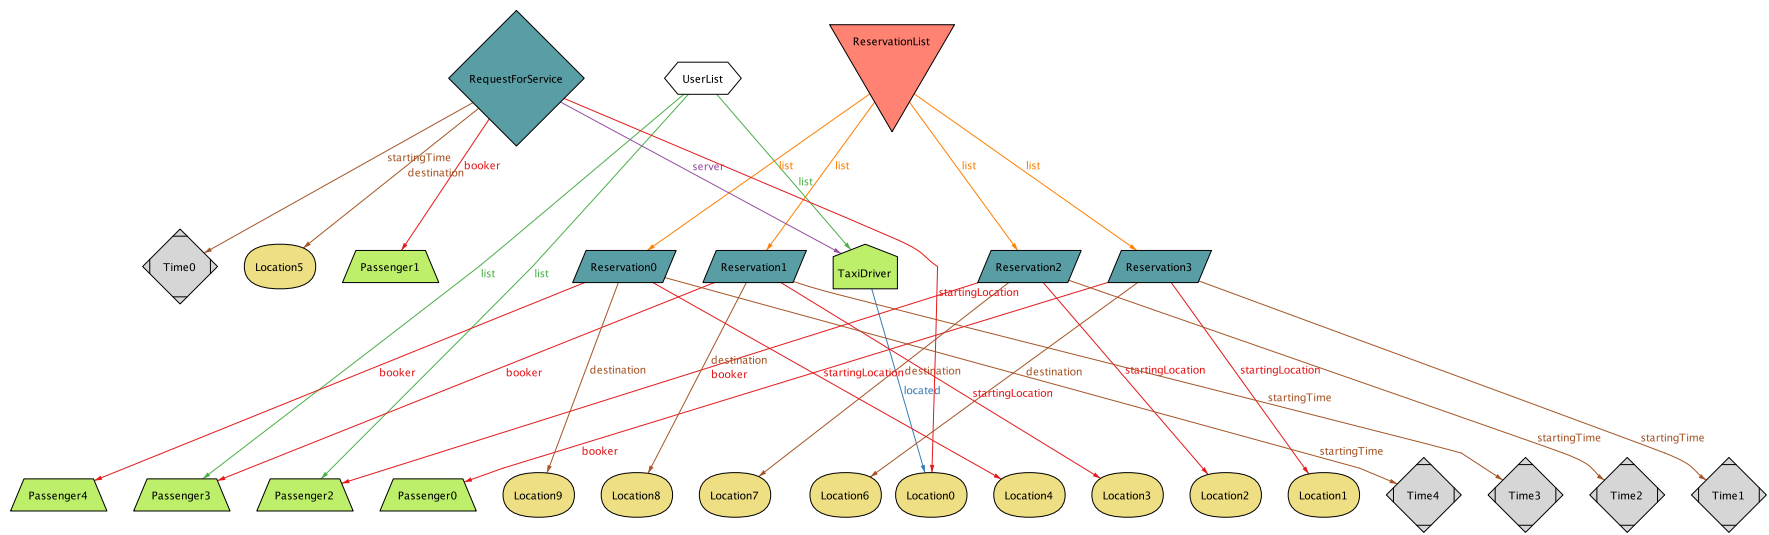 ReservationList
RequestForService
UserList
startingTime
destination
booker
server
list
list
list
list
list
list
list
Time0
Location5
Passenger1
Reservation0
Reservation1
TaxiDriver
Reservation2
Reservation3
startingLocation
booker
destination
booker
destination
booker
startingLocation
destination
located
startingLocation
destination
startingLocation
startingLocation
startingTime
booker
startingTime
startingTime
startingTime
Passenger4
Passenger3
Passenger2
Passenger0
Location9
Location8
Location7
Location6
Location0
Location4
Location3
Location2
Location1
Time4
Time3
Time2
Time1